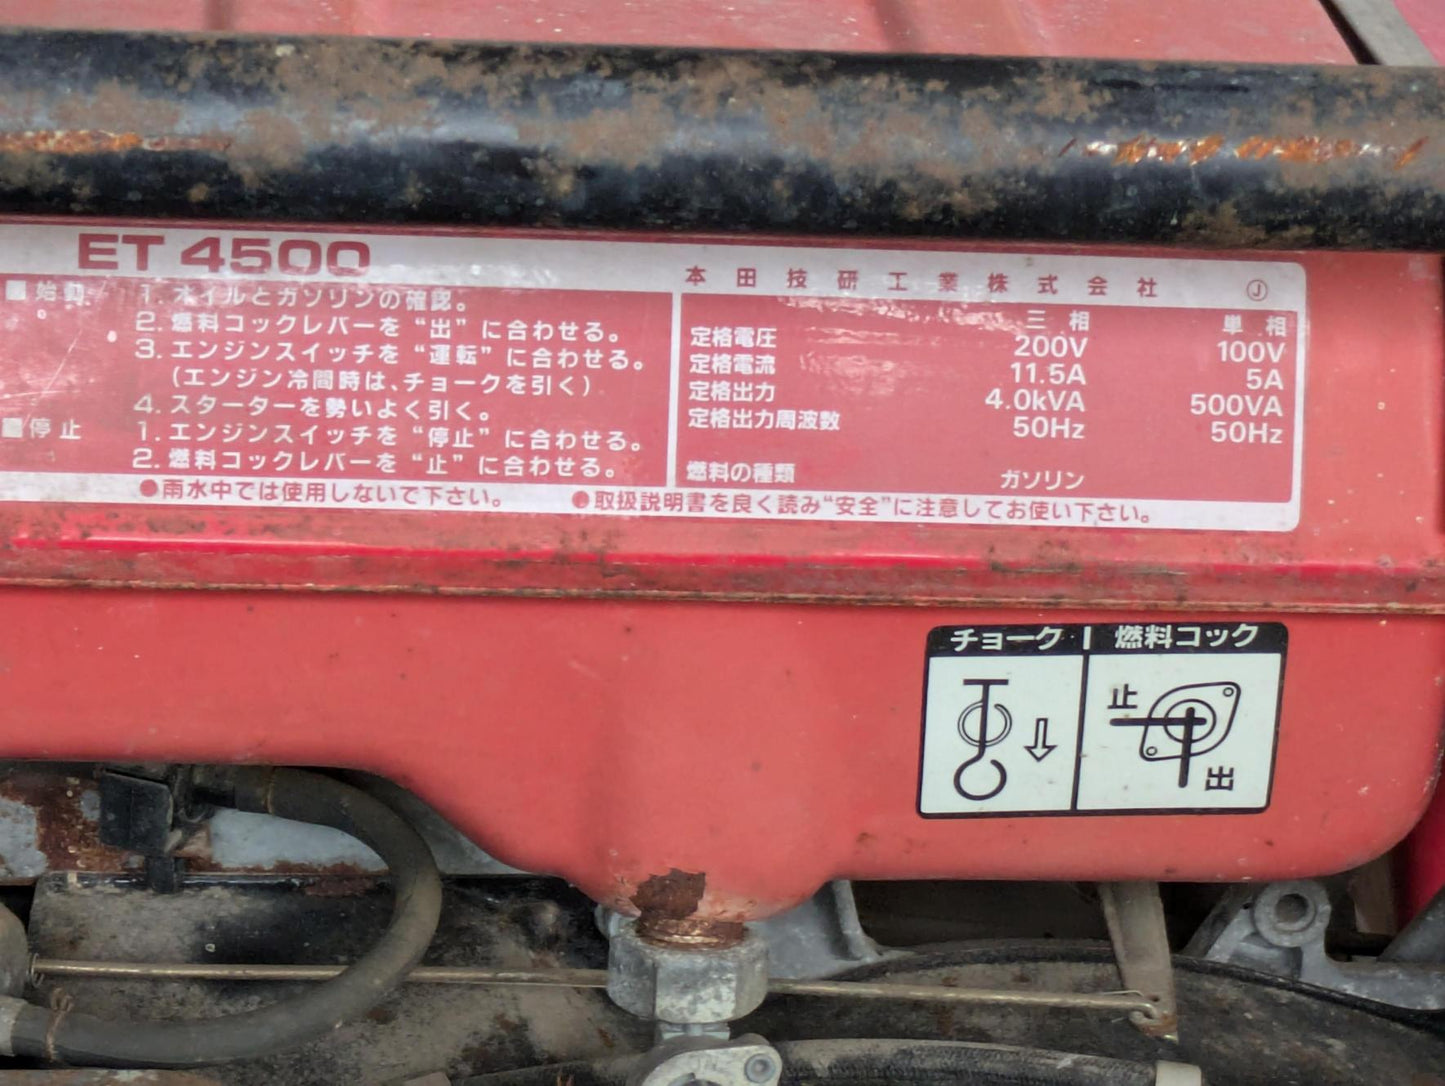 ET 4500
本田技研工業株式会社 Ⓙ
■始動 1. オイルとガソリンの確認。
2. 燃料コックレバーを “出” に合わせる。
3. エンジンスイッチを “運転” に合わせる。
(エンジン冷間時は、チョークを引く)
4. スターターを勢いよく引く。
■停止 1. エンジンスイッチを “停止” に合わせる。
2. 燃料コックレバーを “止” に合わせる。
三相 単相
定格電圧 200V 100V
定格電流 11.5A 5A
定格出力 4.0kVA 500VA
定格出力周波数 50Hz 50Hz
燃料の種類 ガソリン
●雨水中では使用しないで下さい。 ●取扱説明書を良く読み“安全”に注意してお使い下さい。
チョーク 燃料コック
止
出